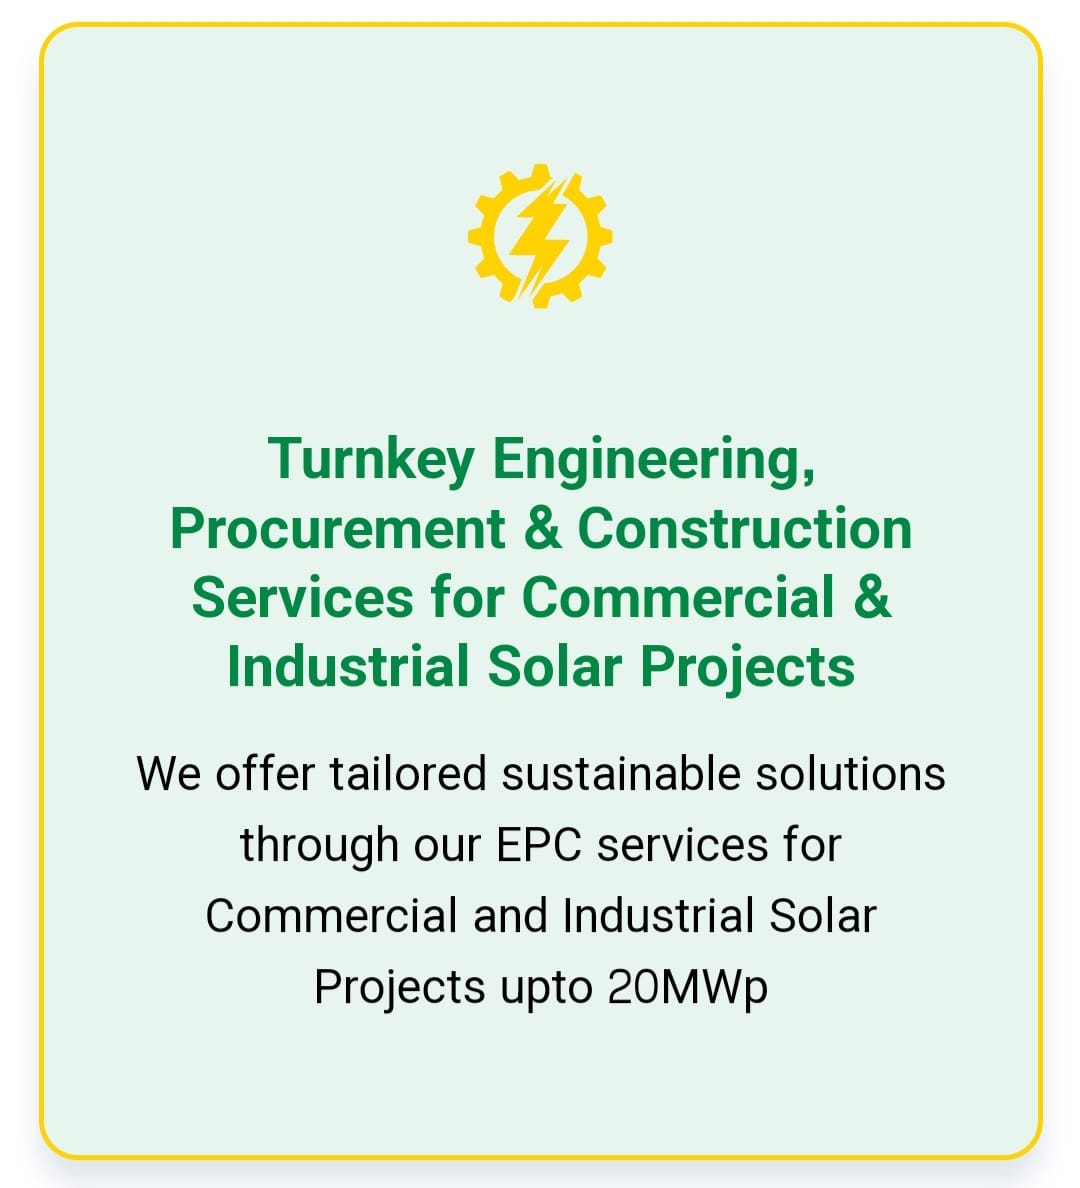 Turnkey Engineering,
Procurement & Construction
Services for Commercial &
Industrial Solar Projects
We offer tailored sustainable solutions
through our EPC services for
Commercial and Industrial Solar
Projects upto 20MWp